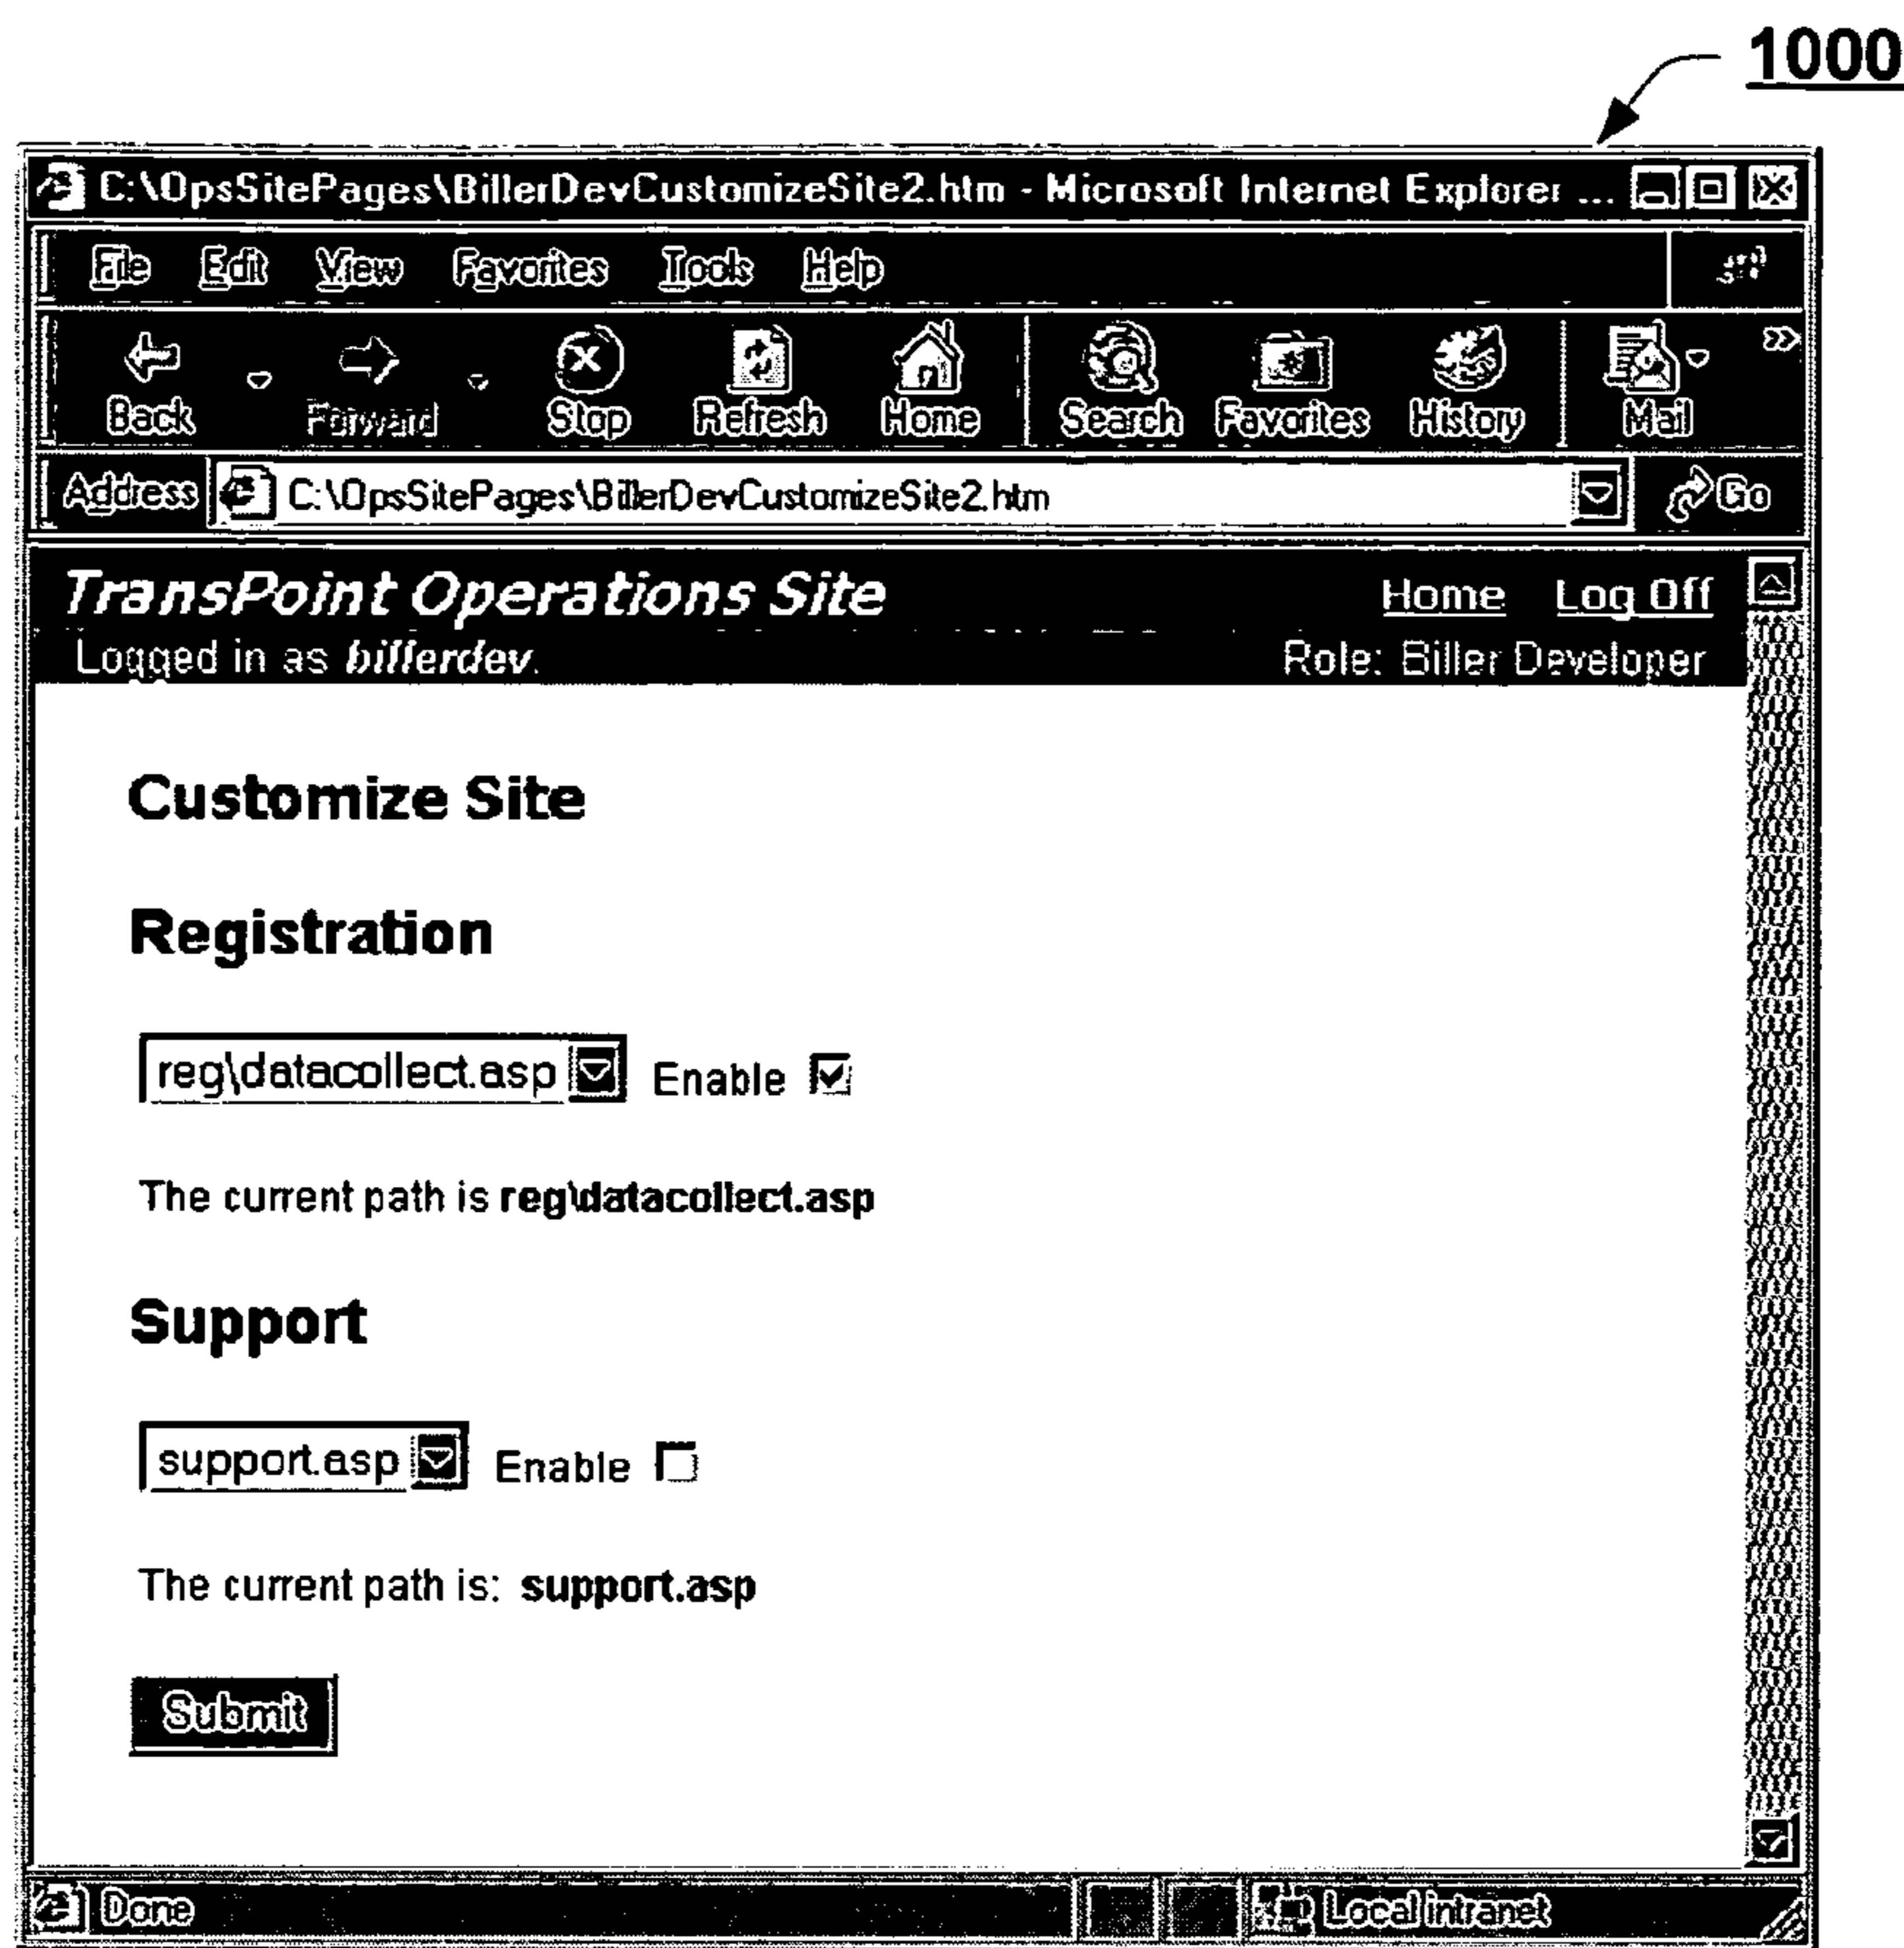 1000
C:\OpsSitePages\BillerDevCustomizeSite2.htm - Microsoft Internet Explorer ...
File Edit View Favorites Tools Help
Back Forward Stop Refresh Home Search Favorites History Mail »
Address C:\OpsSitePages\BillerDevCustomizeSite2.htm Go
TransPoint Operations Site Home Log Off
Logged in as billerdev. Role: Biller Developer
Customize Site
Registration
reg\datacollect.asp Enable
The current path is reg\datacollect.asp
Support
support.asp Enable
The current path is: support.asp
Submit
Done Local intranet